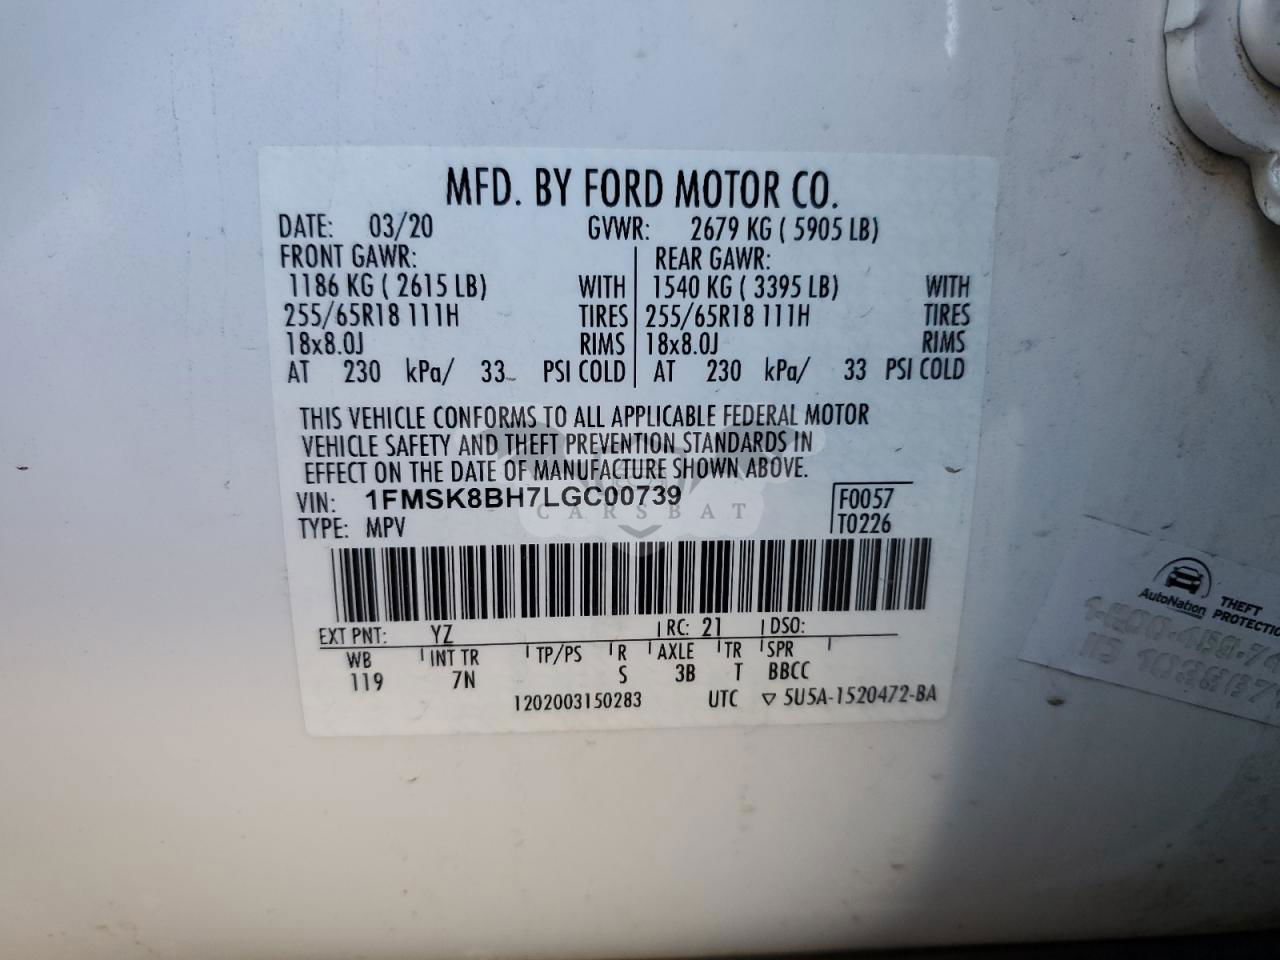 MFD. BY FORD MOTOR CO.
DATE: 03/20 GVWR: 2679 KG ( 5905 LB)
FRONT GAWR: REAR GAWR:
1186 KG ( 2615 LB) WITH 1540 KG ( 3395 LB) WITH
255/65R18 111H TIRES 255/65R18 111H TIRES
18x8.0J RIMS 18x8.0J RIMS
AT 230 kPa/ 33 PSI COLD AT 230 kPa/ 33 PSI COLD
THIS VEHICLE CONFORMS TO ALL APPLICABLE FEDERAL MOTOR
VEHICLE SAFETY AND THEFT PREVENTION STANDARDS IN
EFFECT ON THE DATE OF MANUFACTURE SHOWN ABOVE.
VIN: 1FMSK8BH7LGC00739 F0057
CARSBAT
TYPE: MPV T0226
EXT PNT: YZ RC: 21 DSO:
WB INT TR TP/PS R AXLE TR SPR
119 7N S 3B T BBCC
1202003150283 UTC ▽ 5U5A-1520472-BA
AutoNation THEFT
PROTECTION